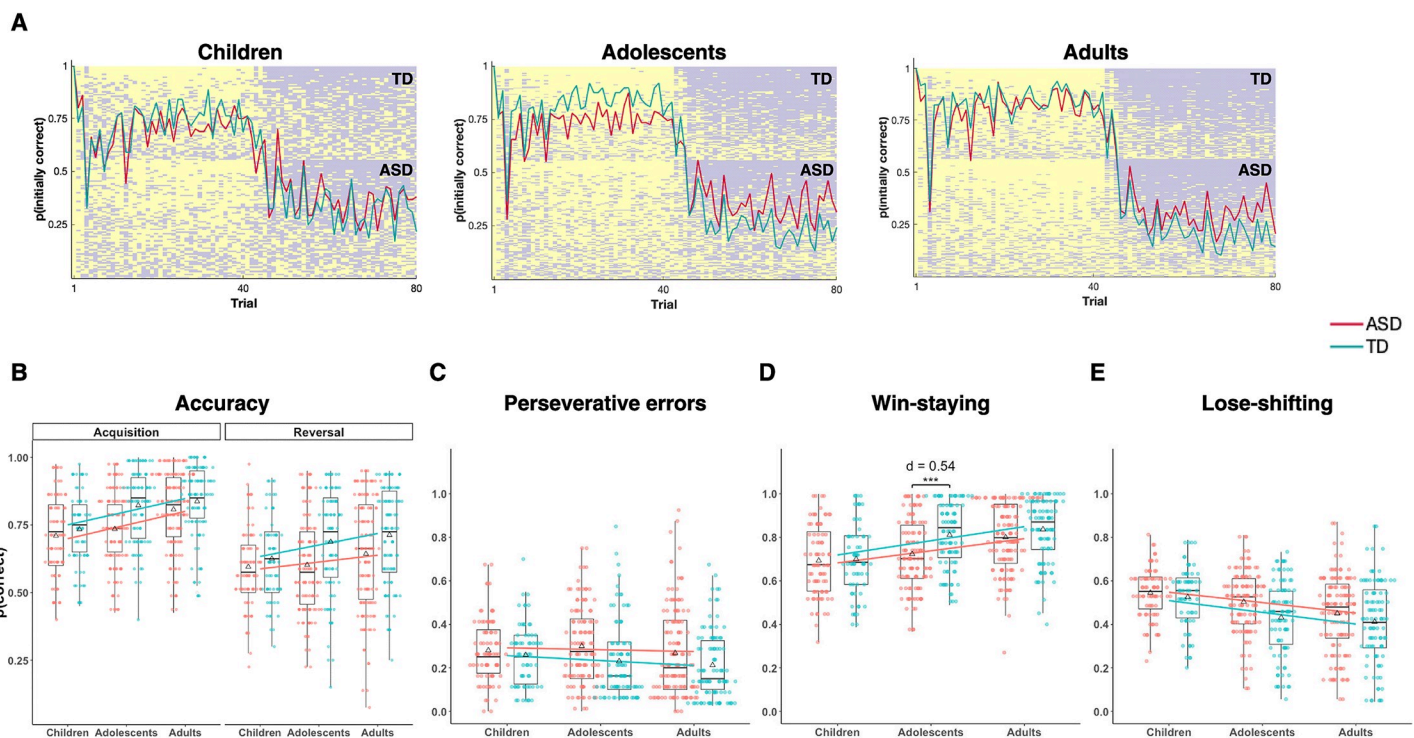 A
Children
Adolescents
Adults
1
0.75
0.5
0.25
p(initially correct)
TD
ASD
1
40
80
Trial
1
0.75
0.5
0.25
p(initially correct)
TD
ASD
1
40
80
Trial
1
0.75
0.5
0.25
p(initially correct)
TD
ASD
1
40
80
Trial
ASD
TD
B
Accuracy
Acquisition
Reversal
1.00
0.75
0.50
0.25
p(correct)
Children Adolescents Adults
Children Adolescents Adults
C
Perseverative errors
1.0
0.8
0.6
0.4
0.2
0.0
Children Adolescents Adults
D
Win-staying
d = 0.54
***
1.0
0.8
0.6
0.4
0.2
0.0
Children Adolescents Adults
E
Lose-shifting
1.0
0.8
0.6
0.4
0.2
0.0
Children Adolescents Adults